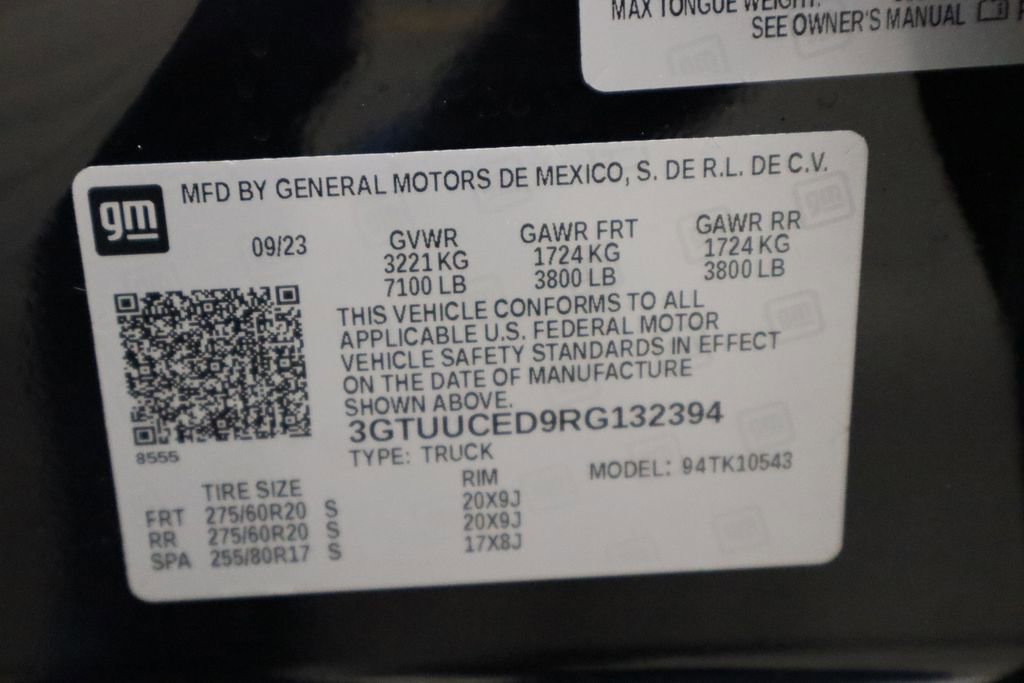 MAX TONGUE WEIGHT:
SEE OWNER'S MANUAL
gm
MFD BY GENERAL MOTORS DE MEXICO, S. DE R.L. DE C.V.
09/23
GVWR GAWR FRT GAWR RR
3221 KG 1724 KG 1724 KG
7100 LB 3800 LB 3800 LB
THIS VEHICLE CONFORMS TO ALL
APPLICABLE U.S. FEDERAL MOTOR
VEHICLE SAFETY STANDARDS IN EFFECT
ON THE DATE OF MANUFACTURE
SHOWN ABOVE.
3GTUUCED9RG132394
8555
TYPE: TRUCK MODEL: 94TK10543
TIRE SIZE RIM
FRT 275/60R20 S 20X9J
RR 275/60R20 S 20X9J
SPA 255/80R17 S 17X8J